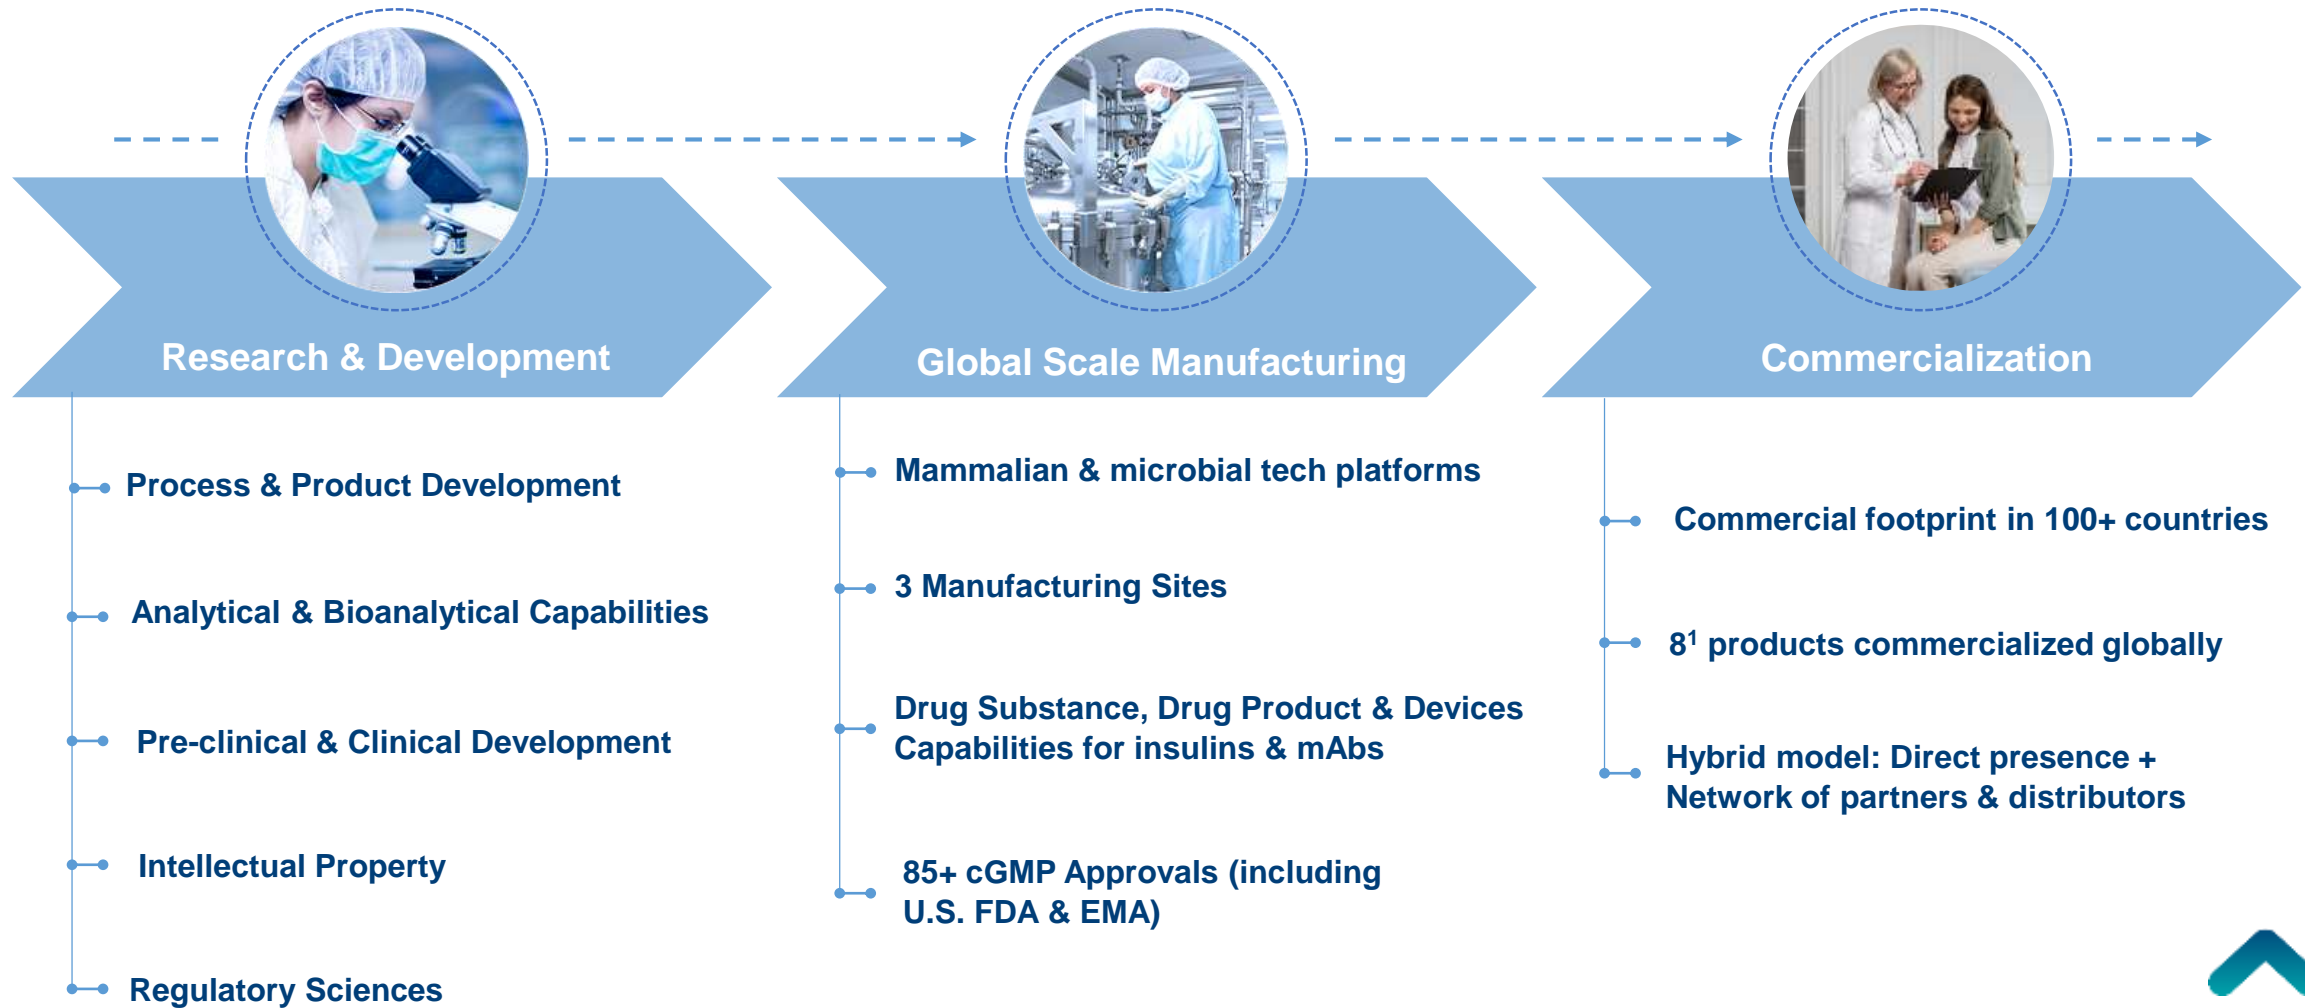 Research & Development
Process & Product Development
Analytical & Bioanalytical Capabilities
Pre-clinical & Clinical Development
Intellectual Property
Regulatory Sciences
Global Scale Manufacturing
Mammalian & microbial tech platforms
3 Manufacturing Sites
Drug Substance, Drug Product & Devices
Capabilities for insulins & mAbs
85+ cGMP Approvals (including
U.S. FDA & EMA)
Commercialization
Commercial footprint in 100+ countries
8¹ products commercialized globally
Hybrid model: Direct presence +
Network of partners & distributors